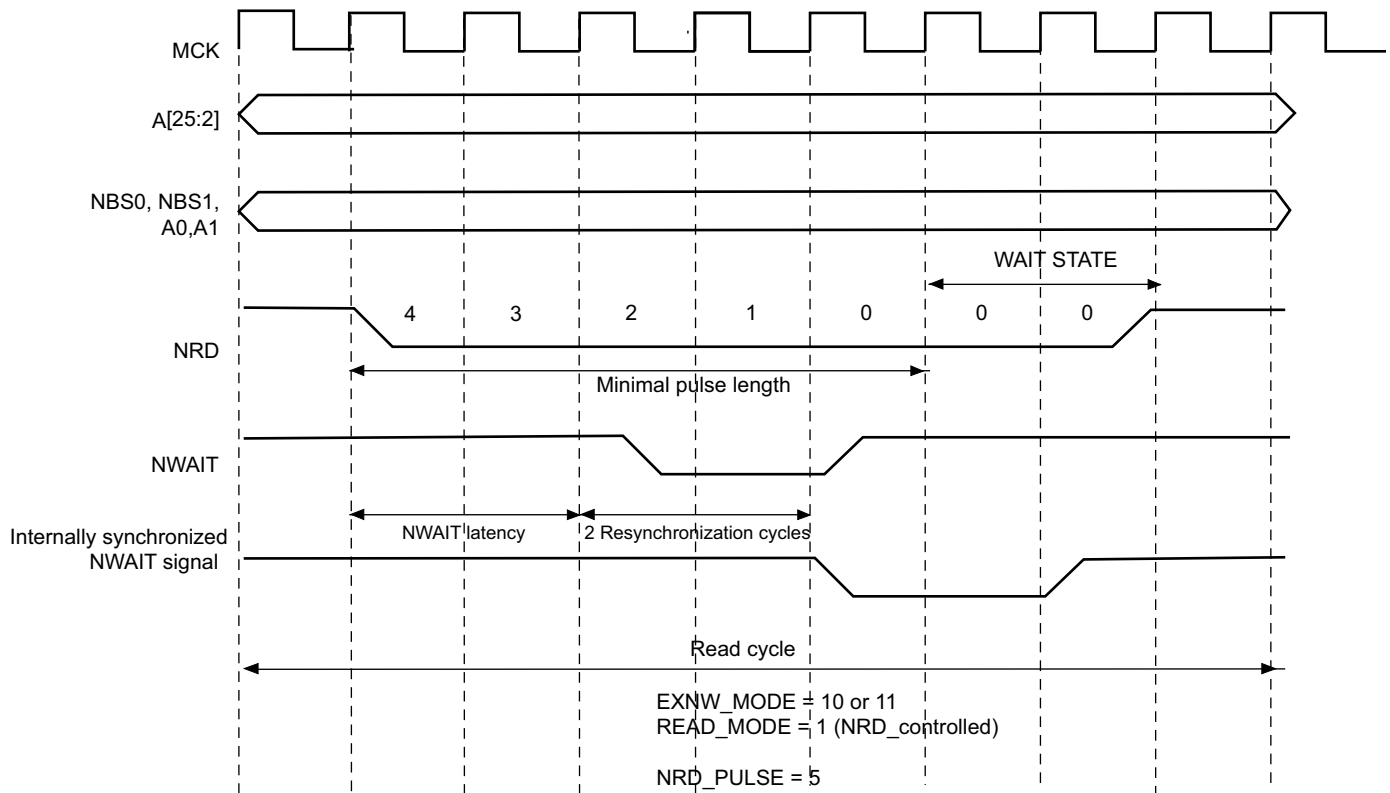 MCK
A[25:2]
NBS0, NBS1,
A0,A1
WAIT STATE
4 3 2 1 0 0 0
NRD
Minimal pulse length
NWAIT
NWAIT latency 2 Resynchronization cycles
Internally synchronized
NWAIT signal
Read cycle
EXNW_MODE = 10 or 11
READ_MODE = 1 (NRD_controlled)
NRD_PULSE = 5